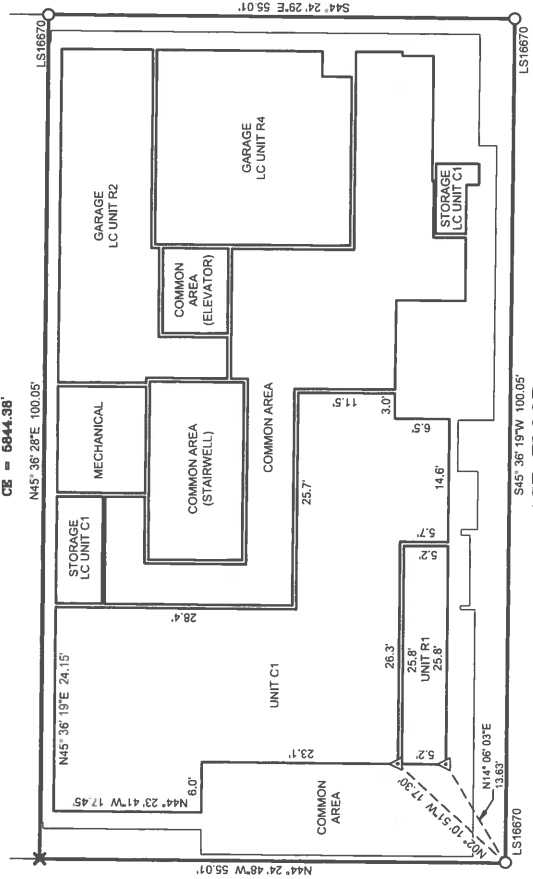 CE = 6844.38'
N45° 36' 28"E 100.05'
S44° 24' 29"E 55.01'
LS16670
LS16670
GARAGE
LC UNIT R2
GARAGE
LC UNIT R4
COMMON
AREA
(ELEVATOR)
STORAGE
LC UNIT C1
MECHANICAL
COMMON AREA
(STAIRWELL)
COMMON AREA
STORAGE
LC UNIT C1
28.4'
25.7'
11.5'
3.0'
6.5'
14.6'
5.7'
5.2'
N45° 36' 19"E 24.15'
UNIT C1
26.3'
25.8'
UNIT R1
25.8'
5.2'
23.1'
6.0'
N44° 23' 41"W 17.45'
COMMON
AREA
N02° 10' 51"W 17.30'
N14° 06' 03"E
13.63'
N44° 24' 48"W 55.01'
LS16670
S45° 36' 19"W 100.05'